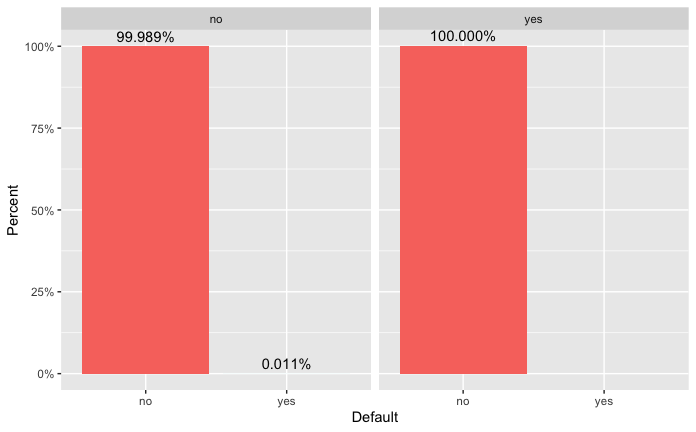 no
yes
99.989%
100.000%
100%
75%
50%
25%
0%
0.011%
Percent
no
yes
no
yes
Default